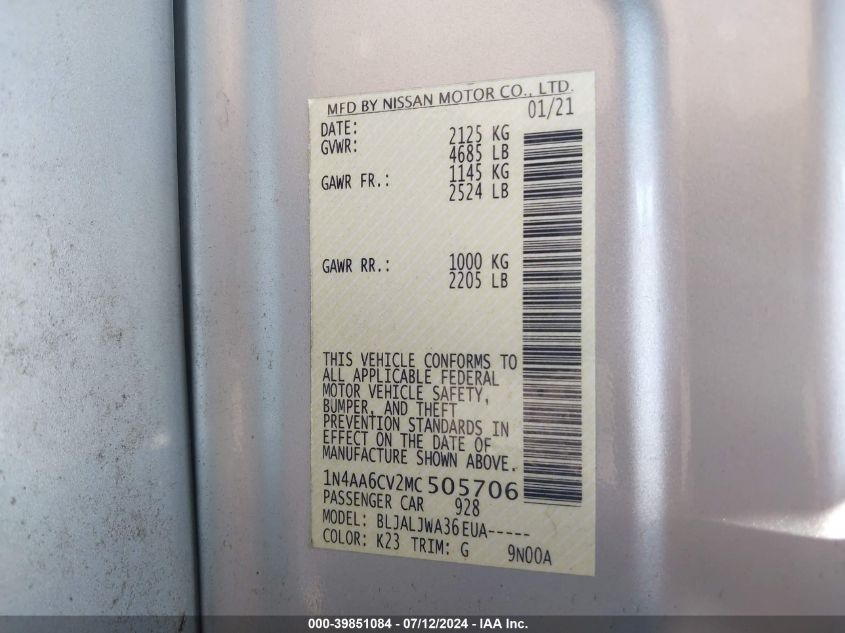 MFD BY NISSAN MOTOR CO., LTD.
DATE: 01/21
GVWR: 2125 KG
4685 LB
GAWR FR.: 1145 KG
2524 LB
GAWR RR.: 1000 KG
2205 LB
THIS VEHICLE CONFORMS TO
ALL APPLICABLE FEDERAL
MOTOR VEHICLE SAFETY,
BUMPER, AND THEFT
PREVENTION STANDARDS IN
EFFECT ON THE DATE OF
MANUFACTURE SHOWN ABOVE.
1N4AA6CV2MC505706
PASSENGER CAR 928
MODEL: BLJALJWA36EUA-----
COLOR: K23 TRIM: G 9N00A
000-39851084 - 07/12/2024 - IAA Inc.